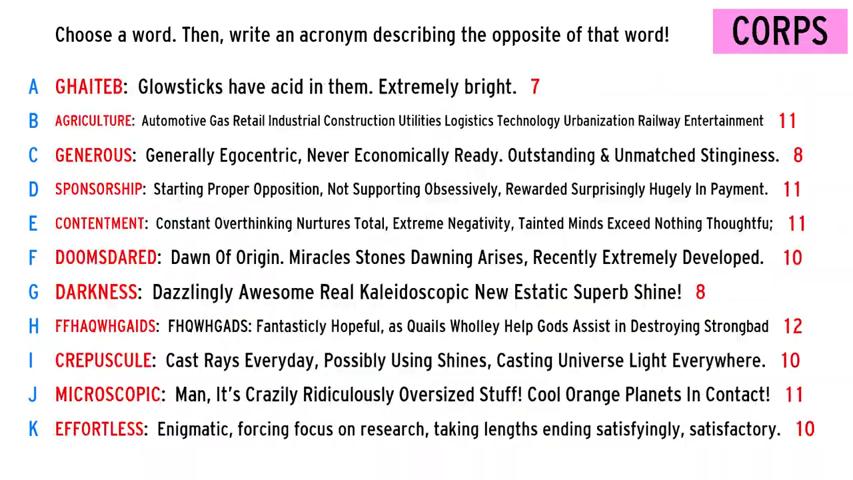 Choose a word. Then, write an acronym describing the opposite of that word!
CORPS
A GHAITEB: Glowsticks have acid in them. Extremely bright. 7
B AGRICULTURE: Automotive Gas Retail Industrial Construction Utilities Logistics Technology Urbanization Railway Entertainment 11
C GENEROUS: Generally Egocentric, Never Economically Ready. Outstanding & Unmatched Stinginess. 8
D SPONSORSHIP: Starting Proper Opposition, Not Supporting Obsessively, Rewarded Surprisingly Hugely In Payment. 11
E CONTENTMENT: Constant Overthinking Nurtures Total, Extreme Negativity, Tainted Minds Exceed Nothing Thoughtfu; 11
F DOOMSDARED: Dawn Of Origin. Miracles Stones Dawning Arises, Recently Extremely Developed. 10
G DARKNESS: Dazzlingly Awesome Real Kaleidoscopic New Estatic Superb Shine! 8
H FFHAQWHGAIDS: FHQWHGADS: Fantasticly Hopeful, as Quails Wholley Help Gods Assist in Destroying Strongbad 12
I CREPUSCULE: Cast Rays Everyday, Possibly Using Shines, Casting Universe Light Everywhere. 10
J MICROSCOPIC: Man, It's Crazily Ridiculously Oversized Stuff! Cool Orange Planets In Contact! 11
K EFFORTLESS: Enigmatic, forcing focus on research, taking lengths ending satisfyingly, satisfactory. 10